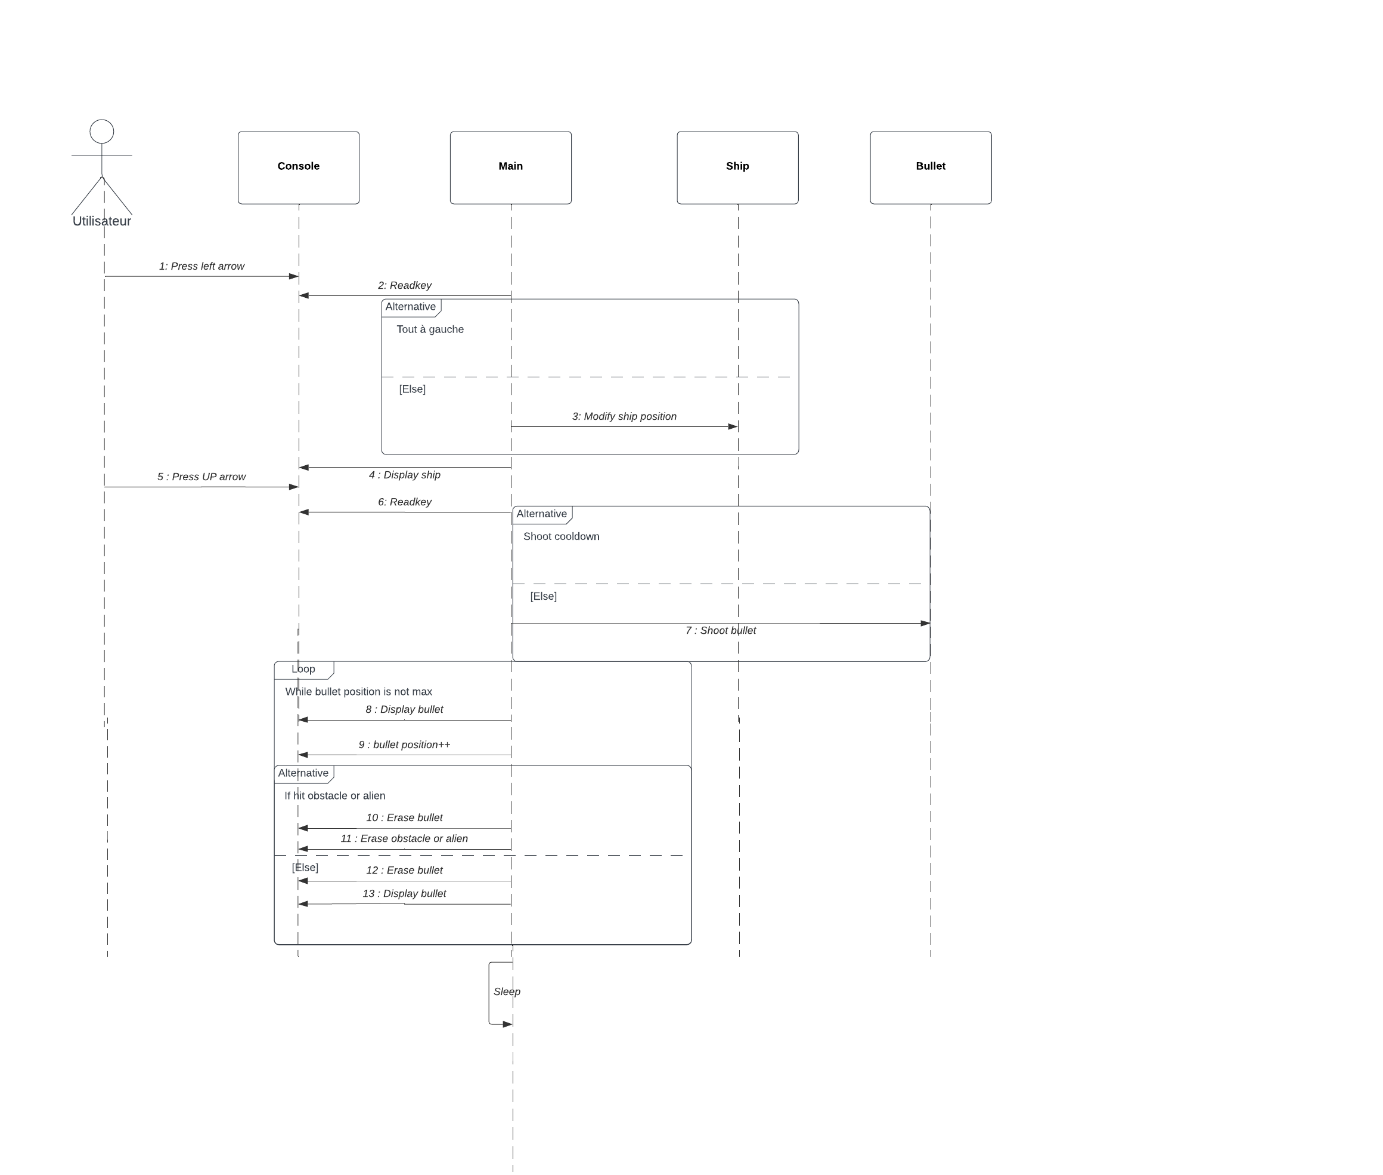 Utilisateur
Console
Main
Ship
Bullet
1: Press left arrow
2: Readkey
Alternative
Tout à gauche
[Else]
3: Modify ship position
4 : Display ship
5 : Press UP arrow
6: Readkey
Alternative
Shoot cooldown
[Else]
7 : Shoot bullet
Loop
While bullet position is not max
8 : Display bullet
9 : bullet position++
Alternative
If hit obstacle or alien
10 : Erase bullet
11 : Erase obstacle or alien
[Else]
12 : Erase bullet
13 : Display bullet
Sleep